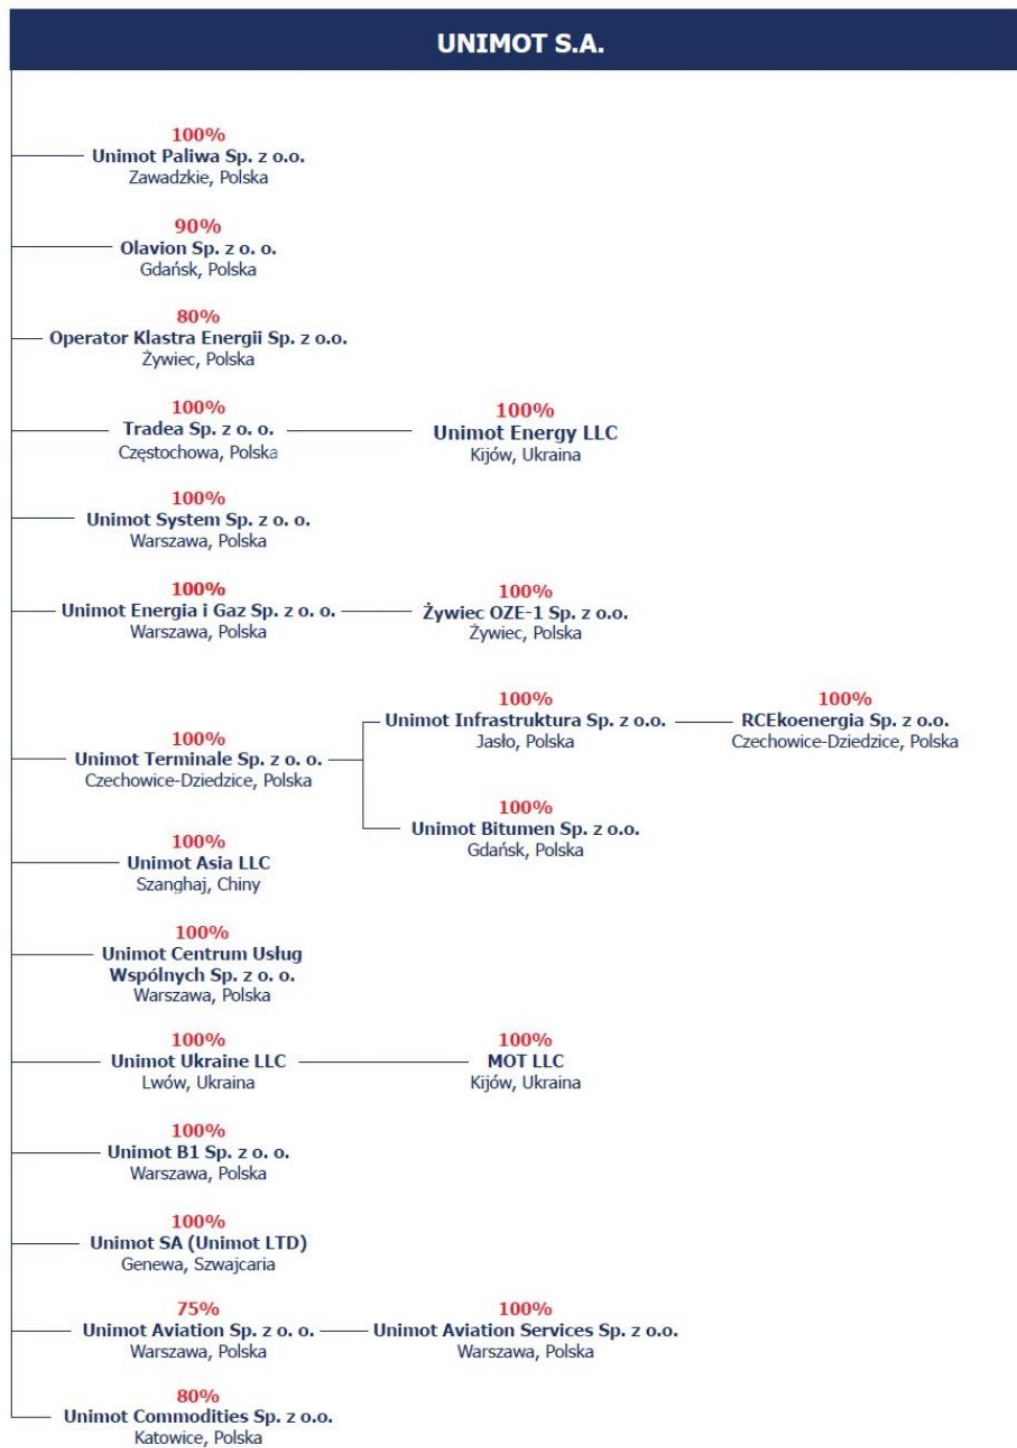 UNIMOT S.A.
100%
Unimot Paliwa Sp. z o.o.
Zawadzkie, Polska
90%
Olavion Sp. z o. o.
Gdańsk, Polska
80%
Operator Klastra Energii Sp. z o.o.
Żywiec, Polska
100%
Tradea Sp. z o. o.
Częstochowa, Polska
100%
Unimot Energy LLC
Kijów, Ukraina
100%
Unimot System Sp. z o. o.
Warszawa, Polska
100%
Unimot Energia i Gaz Sp. z o. o.
Warszawa, Polska
100%
Żywiec OZE-1 Sp. z o.o.
Żywiec, Polska
100%
Unimot Terminale Sp. z o. o.
Czechowice-Dziedzice, Polska
100%
Unimot Infrastruktura Sp. z o.o.
Jasło, Polska
100%
RCEkoenergia Sp. z o.o.
Czechowice-Dziedzice, Polska
100%
Unimot Bitumen Sp. z o.o.
Gdańsk, Polska
100%
Unimot Asia LLC
Szanghaj, Chiny
100%
Unimot Centrum Usług
Wspólnych Sp. z o. o.
Warszawa, Polska
100%
Unimot Ukraine LLC
Lwów, Ukraina
100%
MOT LLC
Kijów, Ukraina
100%
Unimot B1 Sp. z o. o.
Warszawa, Polska
100%
Unimot SA (Unimot LTD)
Genewa, Szwajcaria
75%
Unimot Aviation Sp. z o. o.
Warszawa, Polska
100%
Unimot Aviation Services Sp. z o.o.
Warszawa, Polska
80%
Unimot Commodities Sp. z o.o.
Katowice, Polska